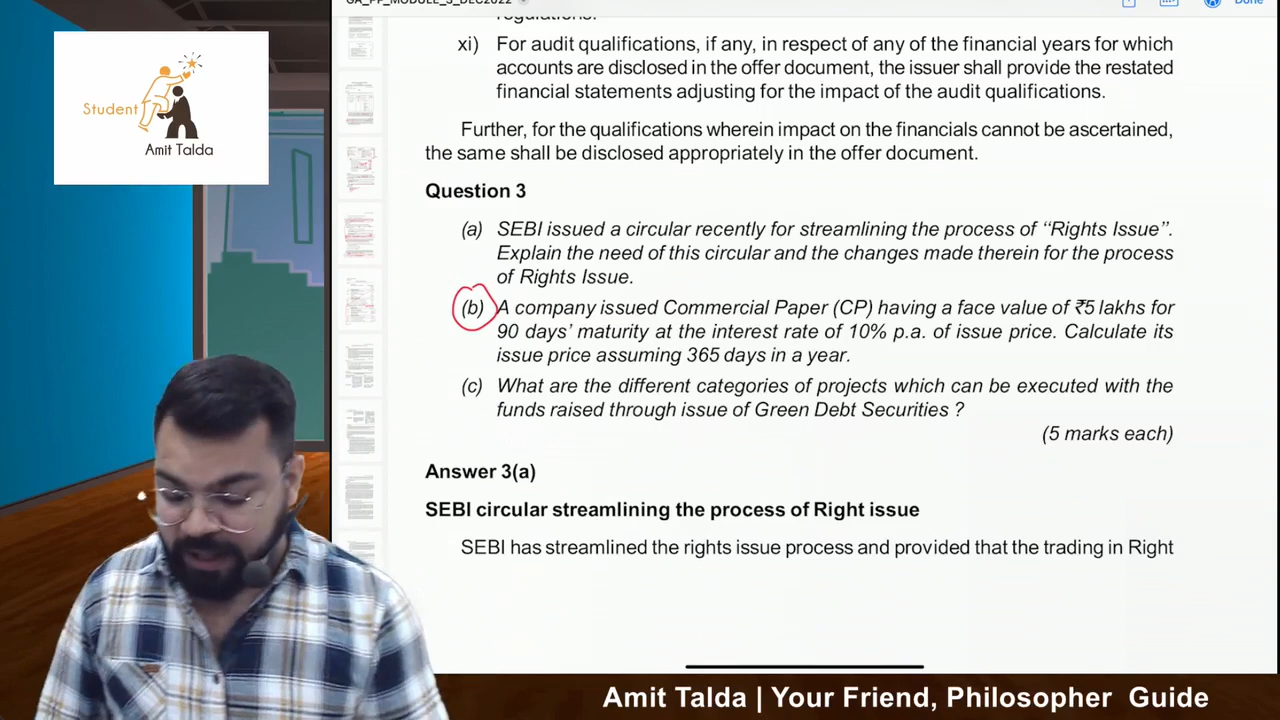 GA_PP_MODULE_3_DEC2022
Done
regulations.
xi) For audit qualifications, if any, in respect of any of the financial years for which
accounts are disclosed in the offer document, the issuer shall provide the restated
financial statements adjusting for the impact of the audit qualifications.
Further, for the qualifications wherein impact on the financials cannot be ascertained,
the same shall be disclosed appropriately in the offer document.
Question 3
(a) SEBI issued a circular recently for streamlining the process of "Rights Issue".
Explain the need of this circular and the changes made therein for the process
of Rights Issue
(b) A company issued Commercial Paper (CP) having a face value of ₹5 lakh for
90 days' maturity at the interest rate of 10% p.a. of issue price. Calculate its
issue price assuming 365 days in a year.
(c) What are the different categories of projects which can be executed with the
funds raised through issue of Green Debt Securities ?
(5 marks each)
Answer 3(a)
SEBI circular streamlining the process of Right issue
SEBI has streamlined the rights issue process and provided that the trading in Right
Student
Amit Talda
Amit Talda | Your Friend, Philosopher Guide